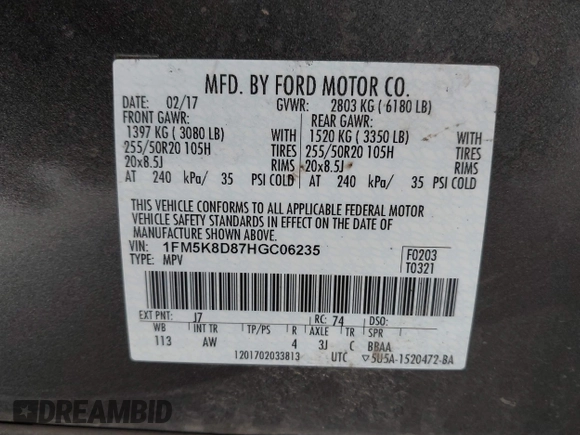 MFD. BY FORD MOTOR CO.
DATE: 02/17 GVWR: 2803 KG ( 6180 LB)
FRONT GAWR: REAR GAWR:
1397 KG ( 3080 LB) WITH 1520 KG ( 3350 LB) WITH
255/50R20 105H TIRES 255/50R20 105H TIRES
20x8.5J RIMS 20x8.5J RIMS
AT 240 kPa/ 35 PSI COLD AT 240 kPa/ 35 PSI COLD
THIS VEHICLE CONFORMS TO ALL APPLICABLE FEDERAL MOTOR
VEHICLE SAFETY STANDARDS IN EFFECT ON THE DATE OF
MANUFACTURE SHOWN ABOVE.
VIN: 1FM5K8D87HGC06235 F0203
TYPE: MPV T0321
EXT PNT: J7 RC: 74 DSO:
WB INT TR TP/PS R AXLE TR SPR
113 AW 4 3J C BBAA
1201702033813 UTC ▽5U5A-1520472-BA
DREAMBID